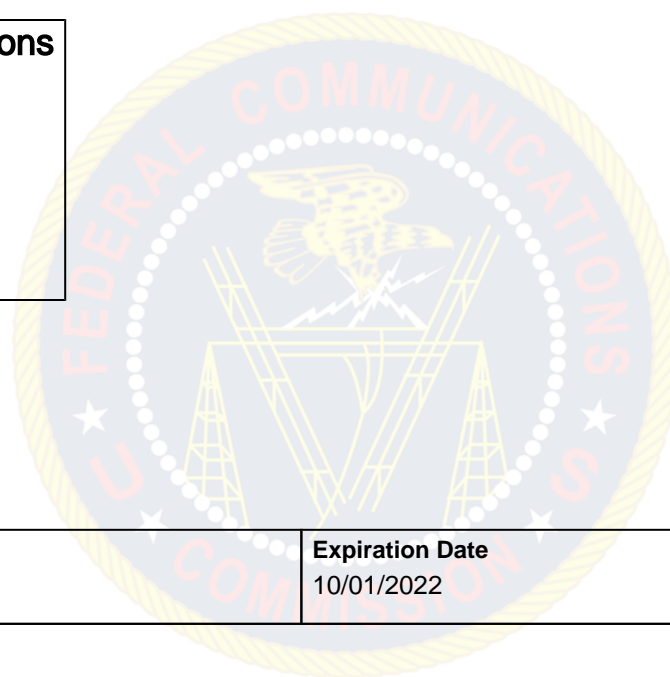 ons
FEDERAL COMMUNICATIONS
U S
COMMISSION
Expiration Date
10/01/2022